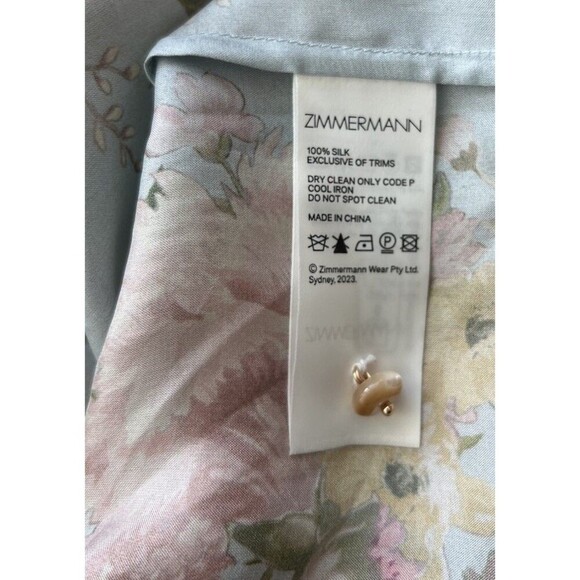 ZIMMERMANN
100% SILK
EXCLUSIVE OF TRIMS
DRY CLEAN ONLY CODE P
COOL IRON
DO NOT SPOT CLEAN
MADE IN CHINA
© Zimmermann Wear Pty Ltd.
Sydney, 2023.